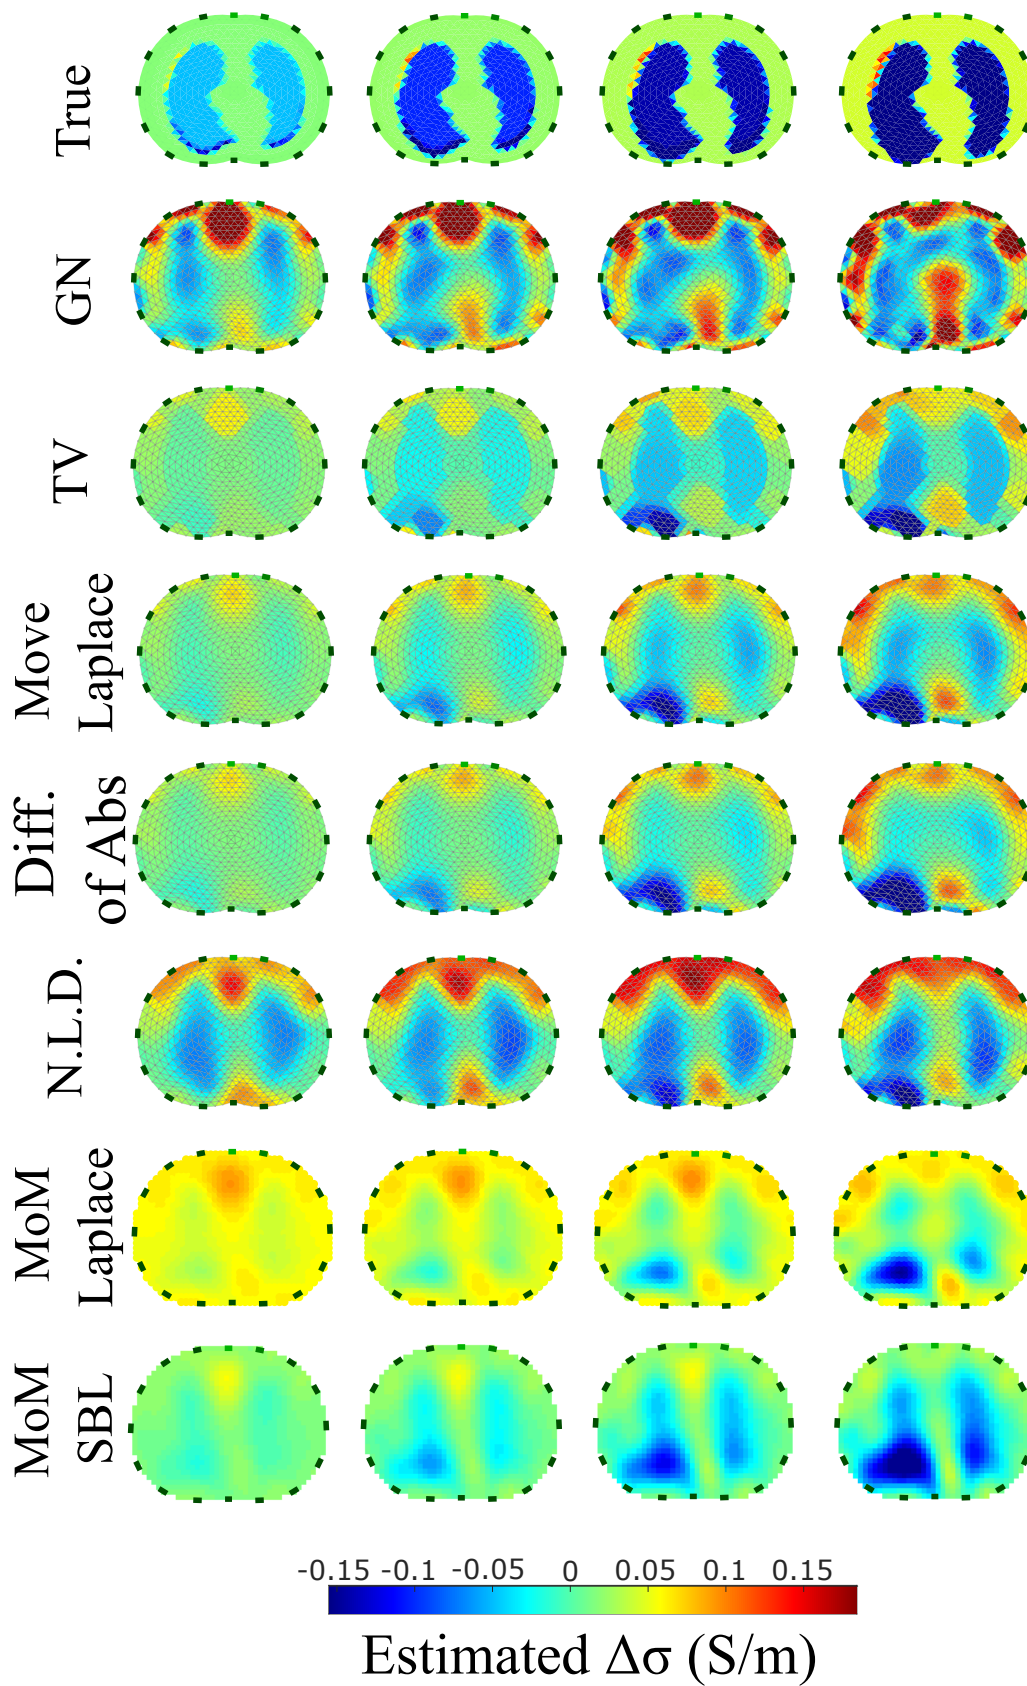 True
GN
TV
Move
Laplace
Diff.
of Abs
N.L.D.
MoM
Laplace
MoM
SBL
-0.15 -0.1 -0.05 0 0.05 0.1 0.15
Estimated Δσ (S/m)